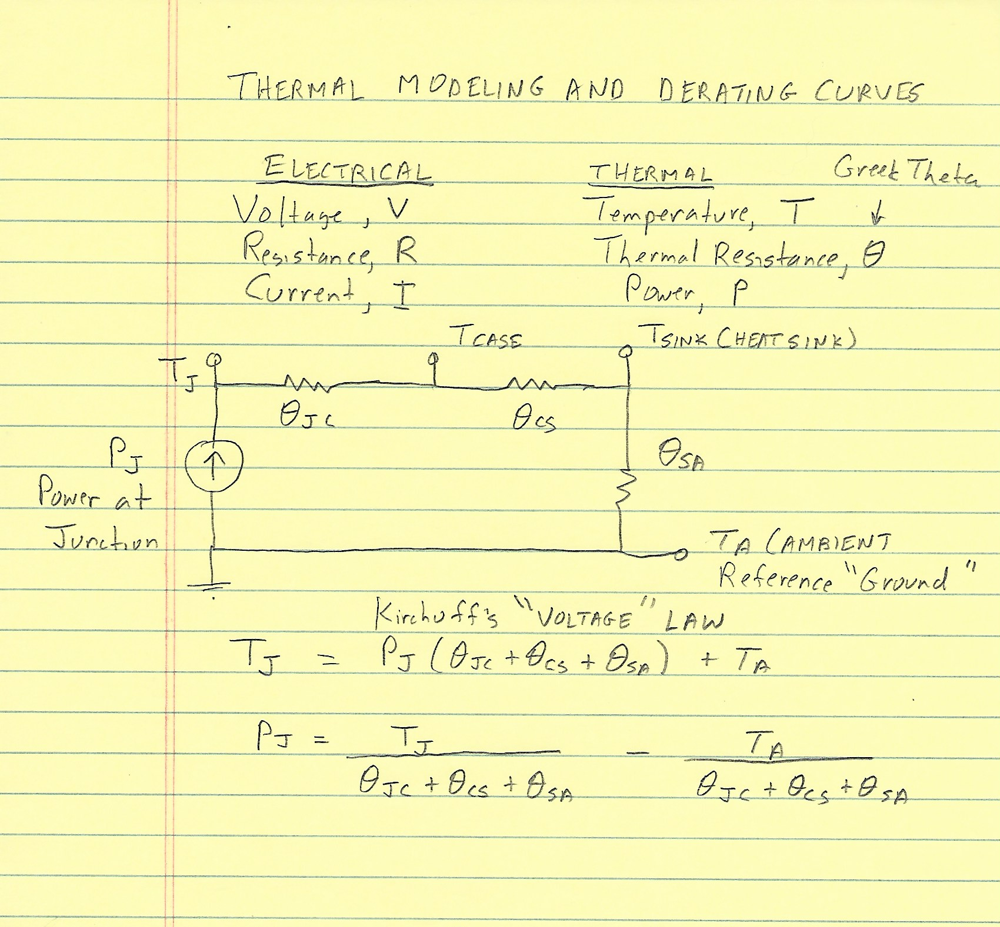 THERMAL MODELING AND DERATING CURVES
ELECTRICAL THERMAL Greek Theta
Voltage, V Temperature, T ↓
Resistance, R Thermal Resistance, θ
Current, I Power, P
TCASE TSINK (HEATSINK)
TJ
θJC θCS
PJ θSA
Power at
Junction TA (AMBIENT
Reference "Ground"
Kirchoff's "VOLTAGE" LAW
TJ = PJ (θJC + θCS + θSA) + TA
PJ = TJ - TA
θJC + θCS + θSA θJC + θCS + θSA